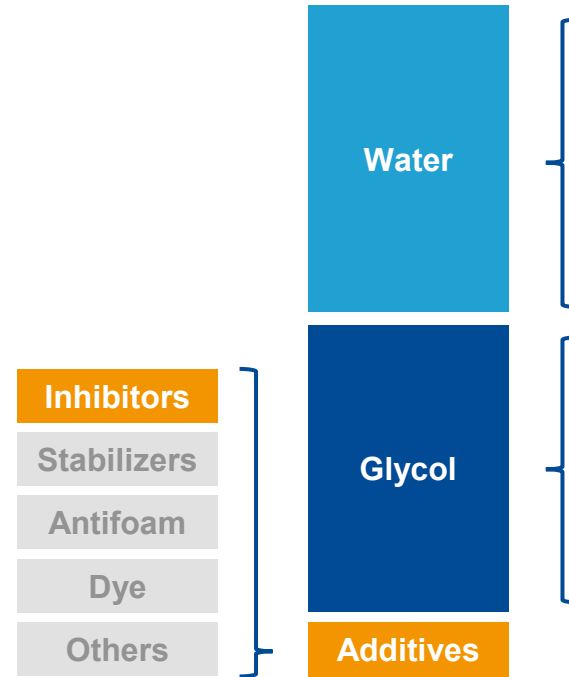 Water
Glycol
Additives
Inhibitors
Stabilizers
Antifoam
Dye
Others